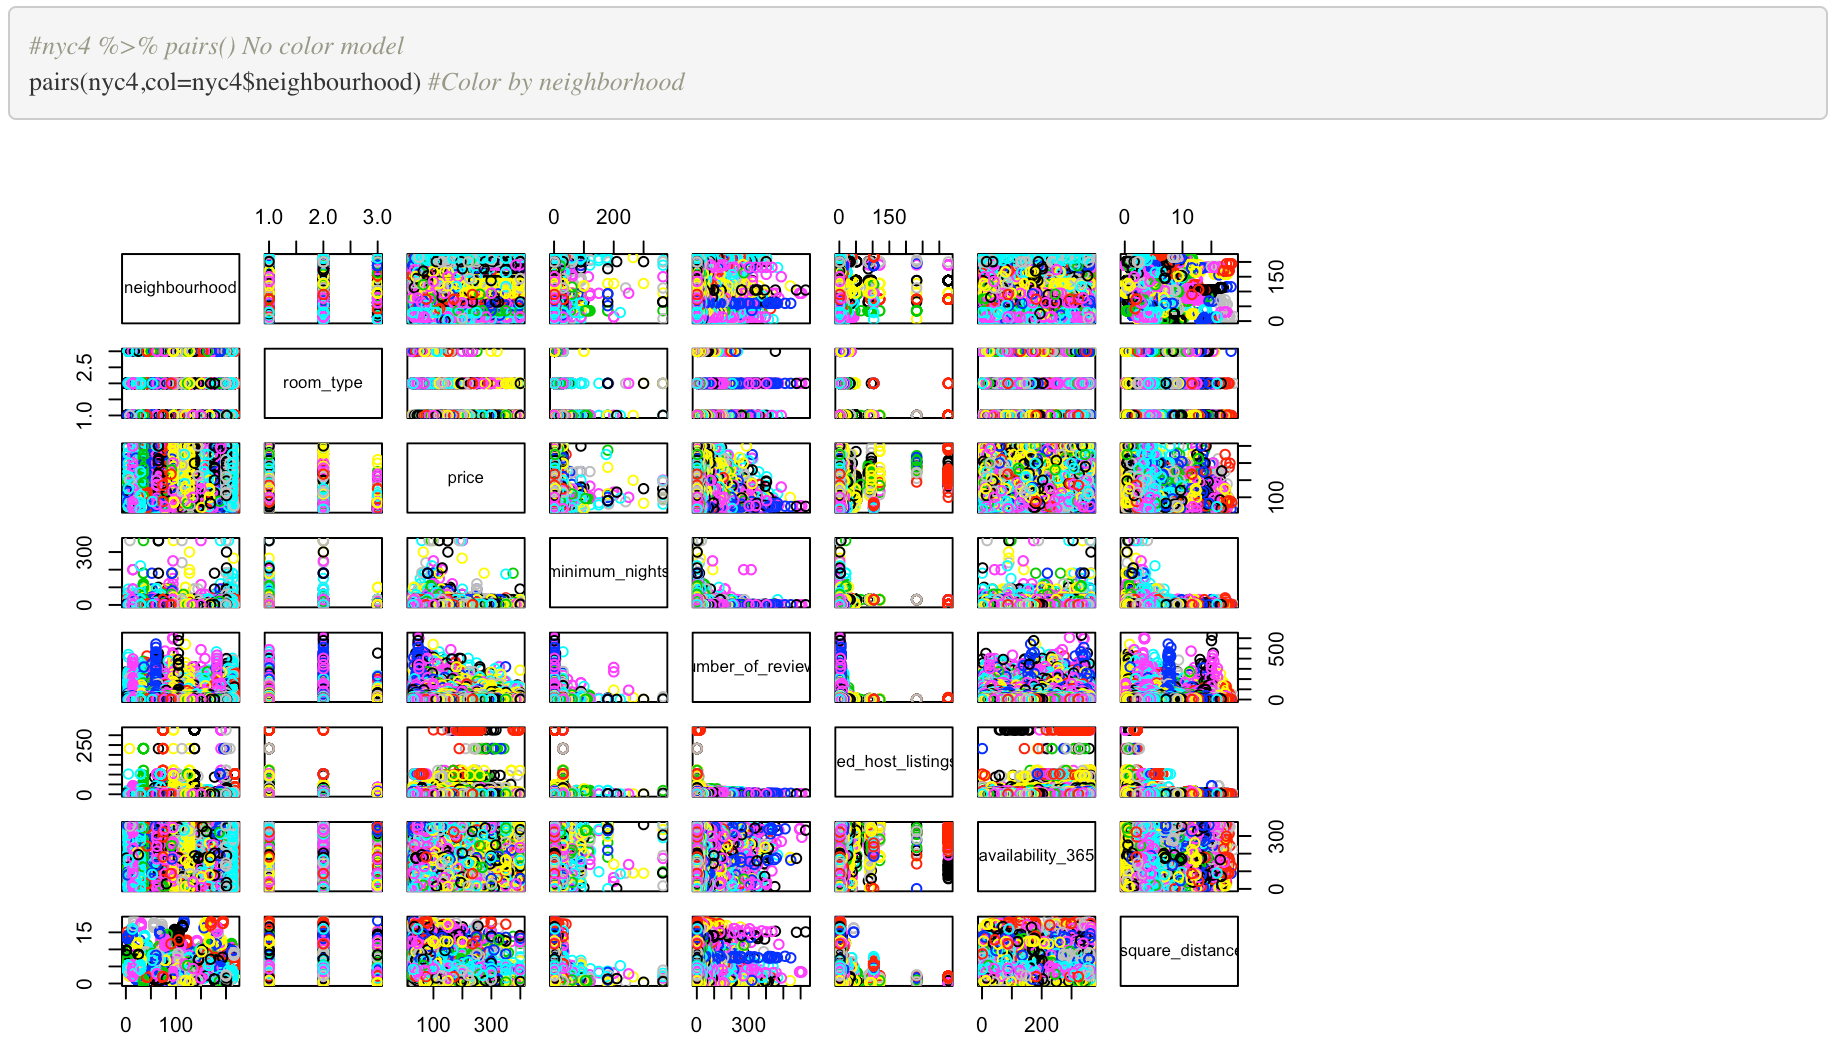 #nyc4 %>% pairs() No color model
pairs(nyc4,col=nyc4$neighbourhood) #Color by neighborhood
1.0 2.0 3.0 0 200 0 150 0 10
neighbourhood 0 150
1.0 2.5 room_type
price 100
0 300 minimum_nights
umber_of_review 0 500
0 250 ed_host_listings
availability_365 0 300
0 15 square_distance
0 100 100 300 0 300 0 200